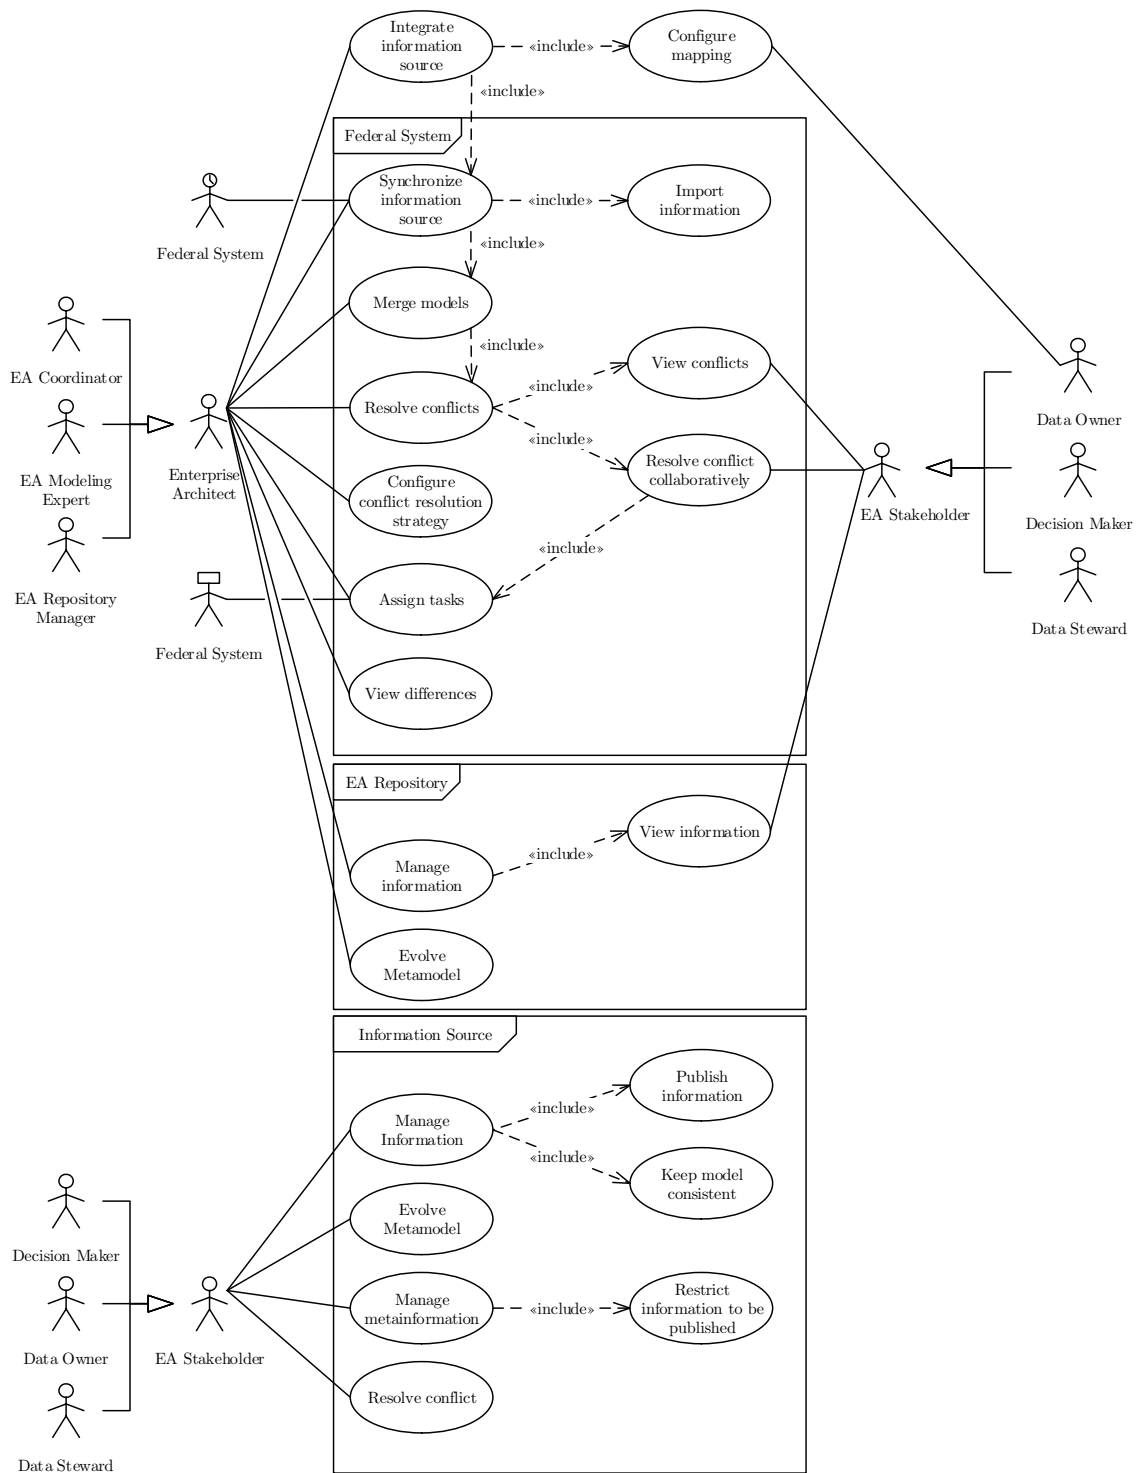 Integrate
information
source
«include»
Configure
mapping
«include»
Federal System
Synchronize
information
source
«include»
Import
information
Federal System
«include»
Merge models
«include»
View conflicts
EA Coordinator
«include»
Resolve conflicts
Data Owner
«include»
Enterprise
Architect
Resolve conflict
collaboratively
EA Modeling
Expert
Configure
conflict resolution
strategy
EA Stakeholder
Decision Maker
«include»
EA Repository
Manager
Assign tasks
Federal System
Data Steward
View differences
EA Repository
View information
«include»
Manage
information
Evolve
Metamodel
Information Source
Publish
information
«include»
Manage
Information
«include»
Keep model
consistent
Evolve
Metamodel
Decision Maker
Manage
metainformation
«include»
Restrict
information to be
published
Data Owner
EA Stakeholder
Resolve conflict
Data Steward